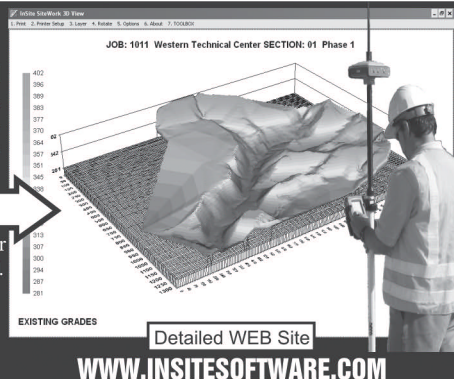 InSite SiteWork 3D View
1. Print 2. Printer Setup 3. Layer 4. Rotate 5. Options 6. About 7. TOOLBOX
JOB: 1011 Western Technical Center SECTION: 01 Phase 1
402
396
389
383
377
370
364
357
351
345
338
313
307
300
294
287
281
EXISTING GRADES
Detailed WEB Site
WWW.INSITESOFTWARE.COM